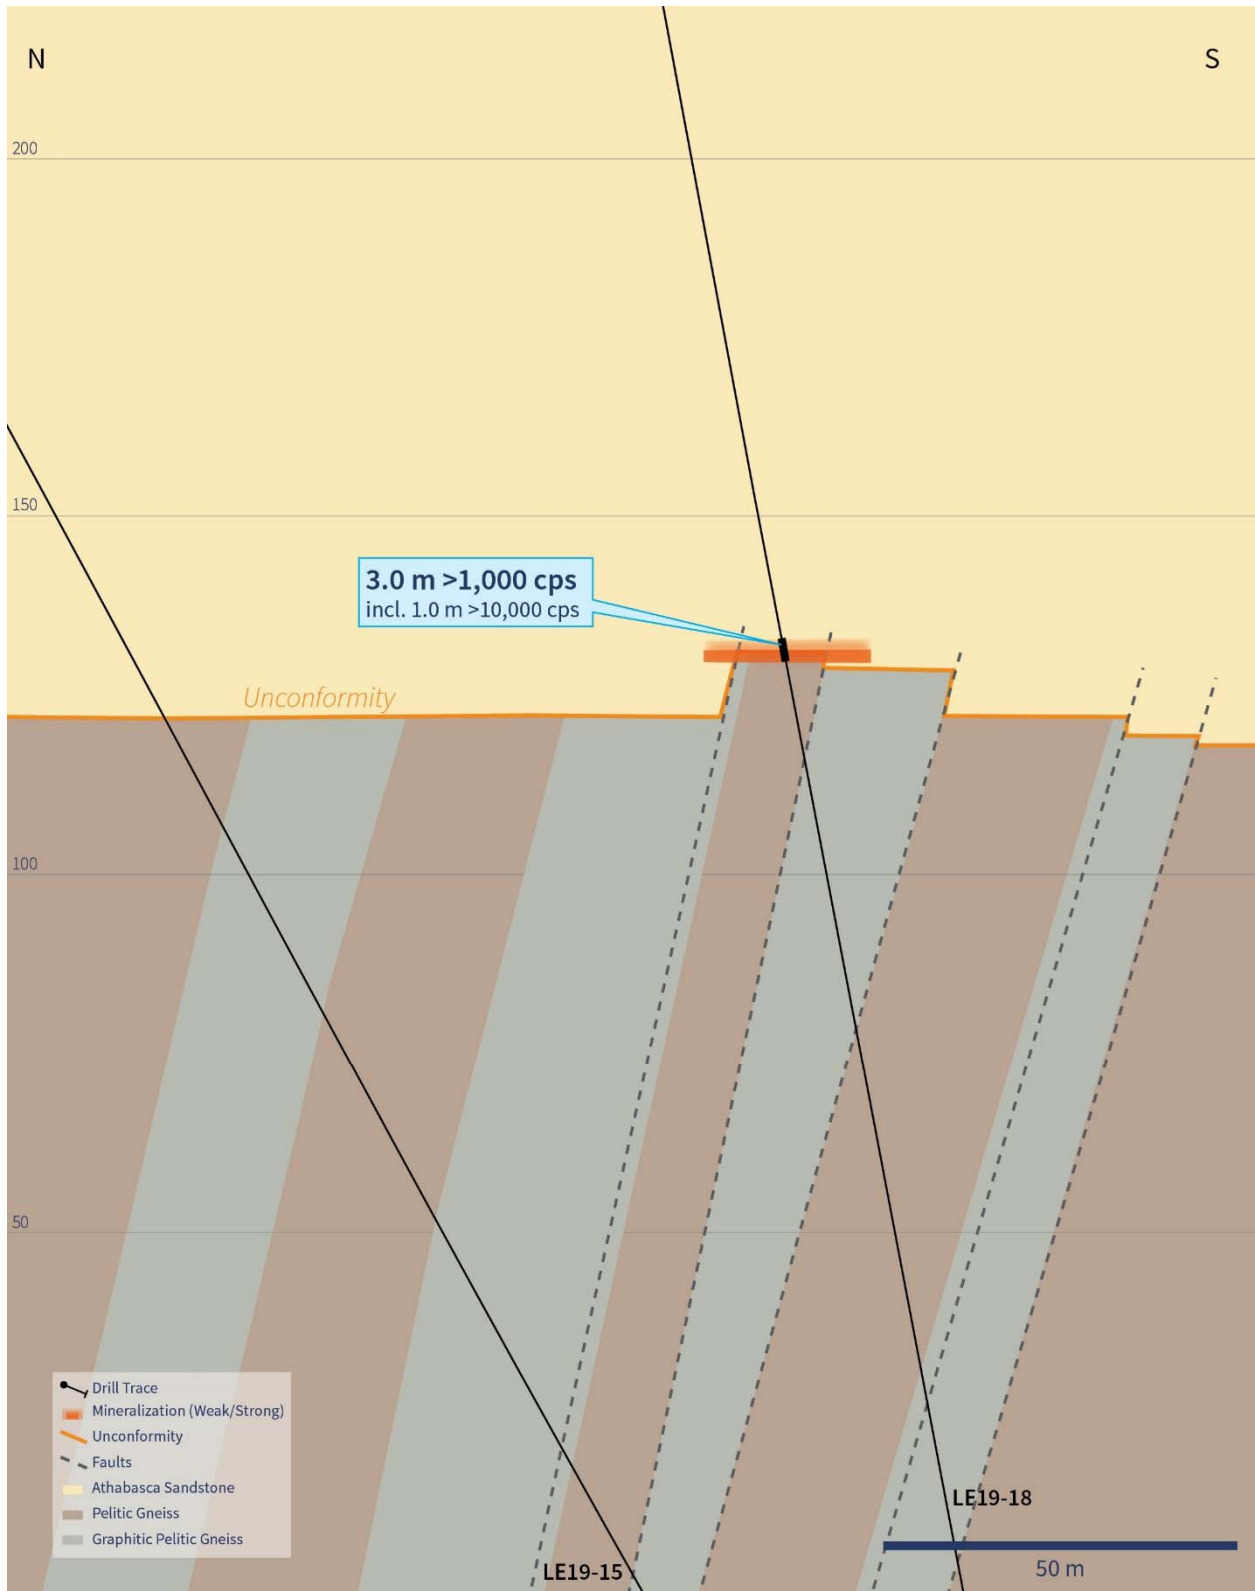 N
S
200
150
3.0 m >1,000 cps
incl. 1.0 m >10,000 cps
Unconformity
100
50
Drill Trace
Mineralization (Weak/Strong)
Unconformity
Faults
Athabasca Sandstone
Pelitic Gneiss
Graphitic Pelitic Gneiss
LE19-18
LE19-15
50 m